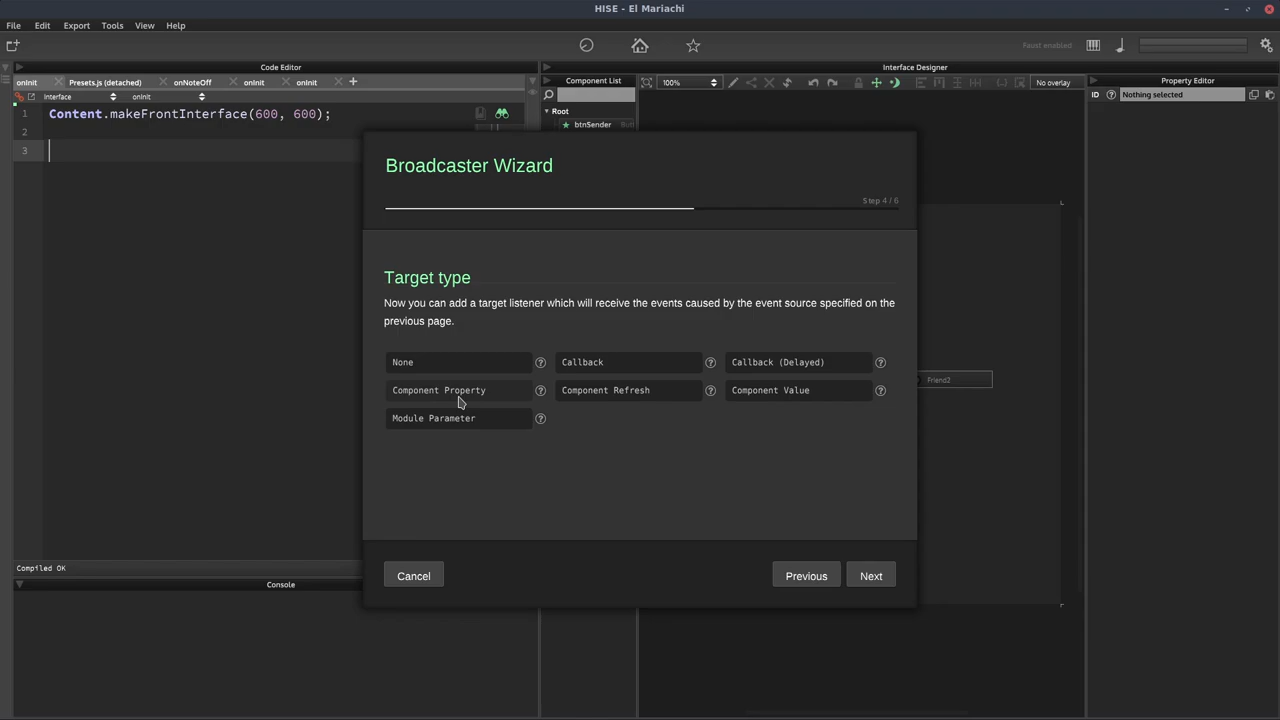 HISE - El Mariachi
File Edit Export Tools View Help
Faust enabled
Code Editor
Interface Designer
onInit Presets.js (detached) onNoteOff onInit onInit
Component List
100%
No overlay
Property Editor
Interface onInit
ID Nothing selected
1 Content.makeFrontInterface(600, 600);
2
3
Root
btnSender
Broadcaster Wizard
Step 4 / 6
Target type
Now you can add a target listener which will receive the events caused by the event source specified on the
previous page.
None Callback Callback (Delayed)
Component Property Component Refresh Component Value
Module Parameter
Friend2
Cancel Previous Next
Compiled OK
Console